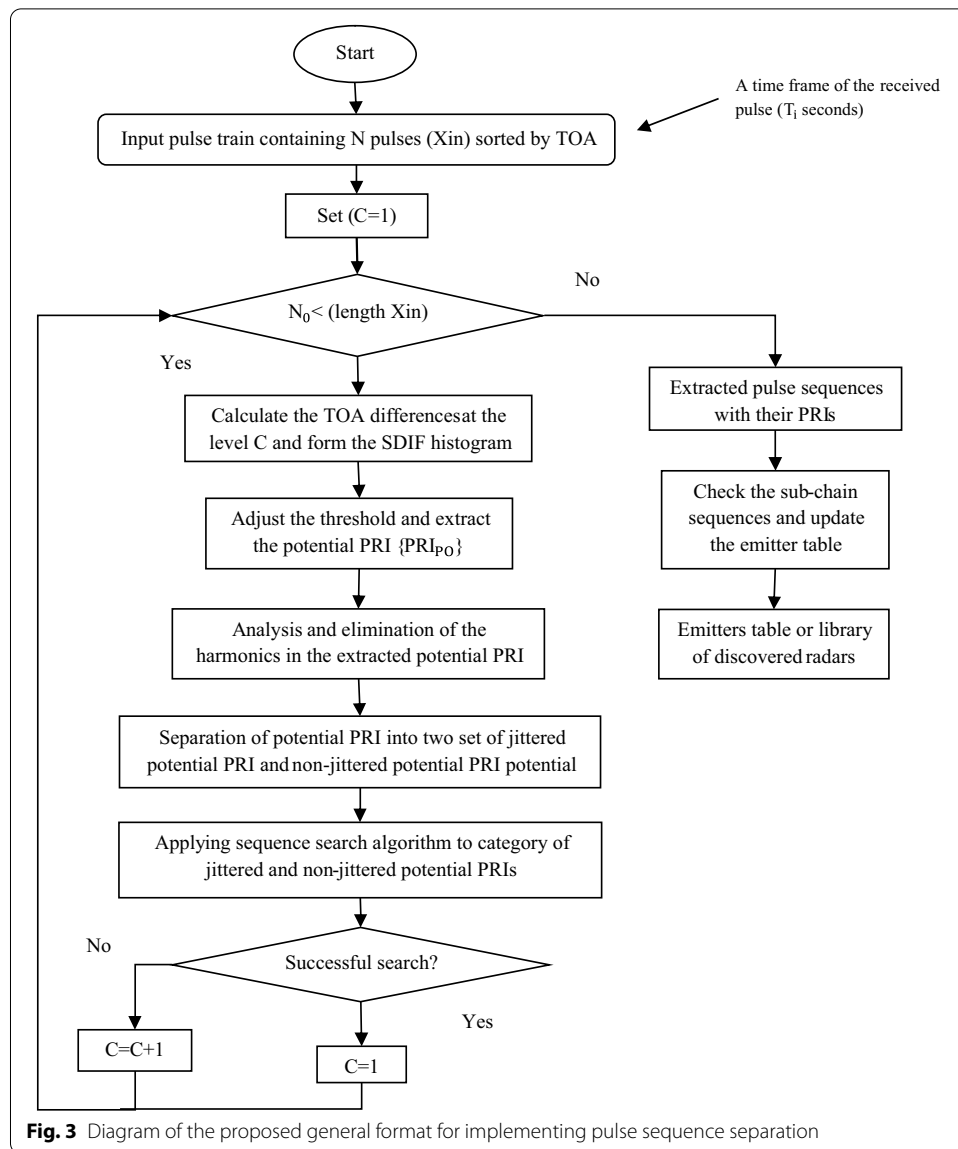 Start
A time frame of the received
pulse (Tᵢ seconds)
Input pulse train containing N pulses (Xin) sorted by TOA
Set (C=1)
N₀< (length Xin)
No
Yes
Extracted pulse sequences
with their PRIs
Calculate the TOA differencesat the
level C and form the SDIF histogram
Check the sub-chain
sequences and update
the emitter table
Adjust the threshold and extract
the potential PRI {PRI_PO}
Emitters table or library
of discovered radars
Analysis and elimination of the
harmonics in the extracted potential PRI
Separation of potential PRI into two set of jittered
potential PRI and non-jittered potential PRI potential
Applying sequence search algorithm to category of
jittered and non-jittered potential PRIs
No
Successful search?
Yes
C=C+1
C=1
Fig. 3 Diagram of the proposed general format for implementing pulse sequence separation